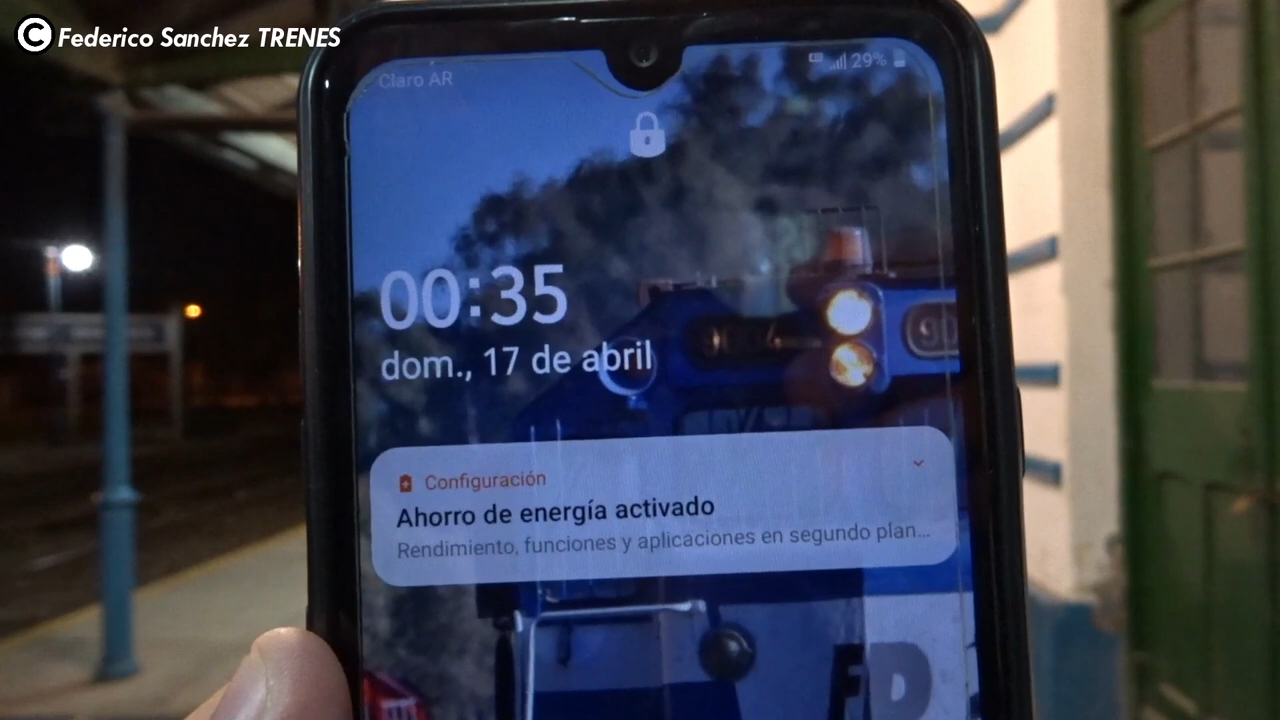 © Federico Sanchez TRENES
Claro AR
29%
00:35
dom., 17 de abril
Configuración
Ahorro de energía activado
Rendimiento, funciones y aplicaciones en segundo plan...